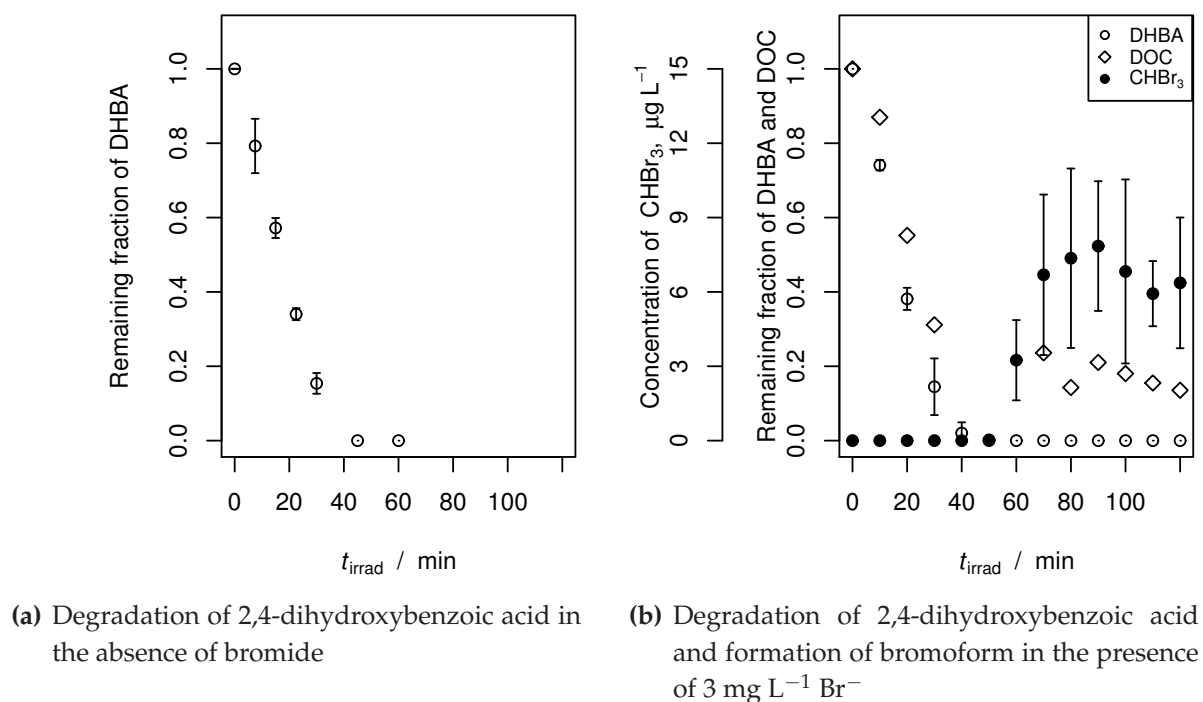 Remaining fraction of DHBA
1.0
0.8
0.6
0.4
0.2
0.0
0 20 40 60 80 100
t_irrad / min
(a) Degradation of 2,4-dihydroxybenzoic acid in
the absence of bromide
Concentration of CHBr₃, µg L⁻¹
15
12
9
6
3
0
Remaining fraction of DHBA and DOC
1.0
0.8
0.6
0.4
0.2
0.0
DHBA
DOC
CHBr₃
0 20 40 60 80 100
t_irrad / min
(b) Degradation of 2,4-dihydroxybenzoic acid
and formation of bromoform in the presence
of 3 mg L⁻¹ Br⁻